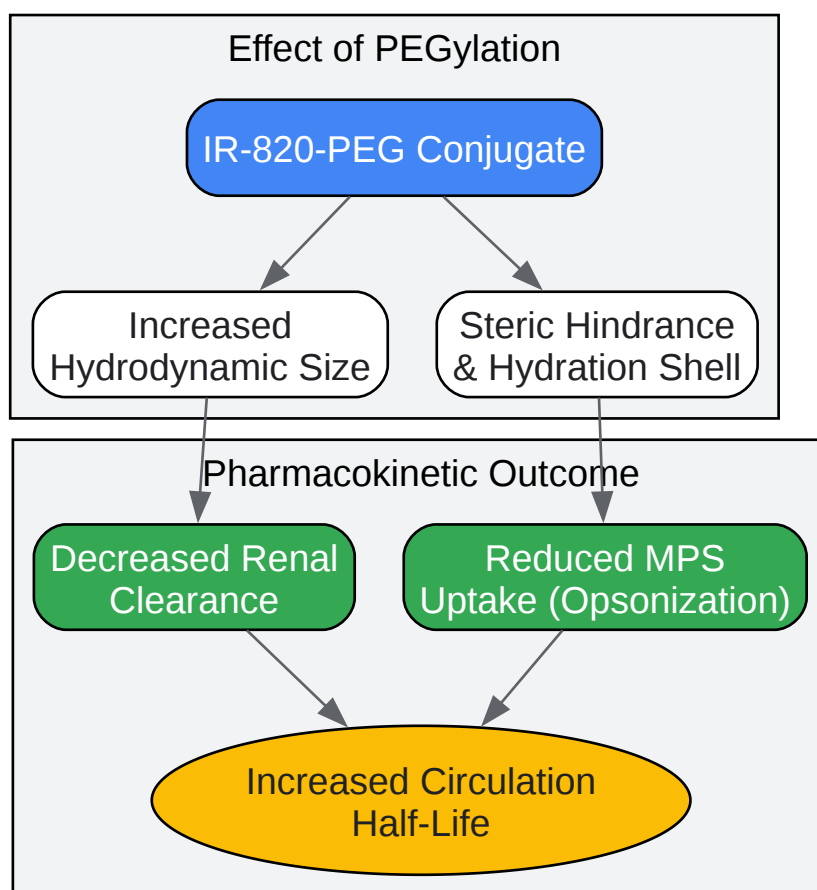 Effect of PEGylation
IR-820-PEG Conjugate
Increased
Hydrodynamic Size
Steric Hindrance
& Hydration Shell
Pharmacokinetic Outcome
Decreased Renal
Clearance
Reduced MPS
Uptake (Opsonization)
Increased Circulation
Half-Life